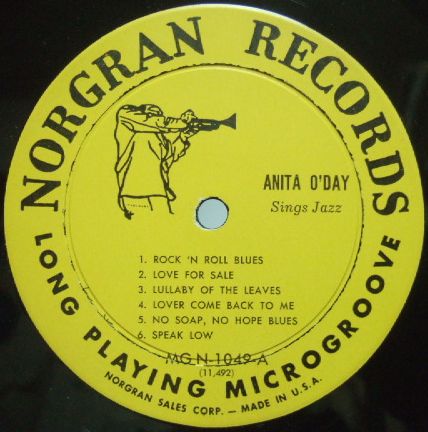 NORGRAN RECORDS
ANITA O'DAY
Sings Jazz
1. ROCK 'N ROLL BLUES
2. LOVE FOR SALE
3. LULLABY OF THE LEAVES
4. LOVER COME BACK TO ME
5. NO SOAP, NO HOPE BLUES
6. SPEAK LOW
MG N-1049-A
(11,492)
LONG PLAYING MICROGROOVE
NORGRAN SALES CORP. — MADE IN U.S.A.